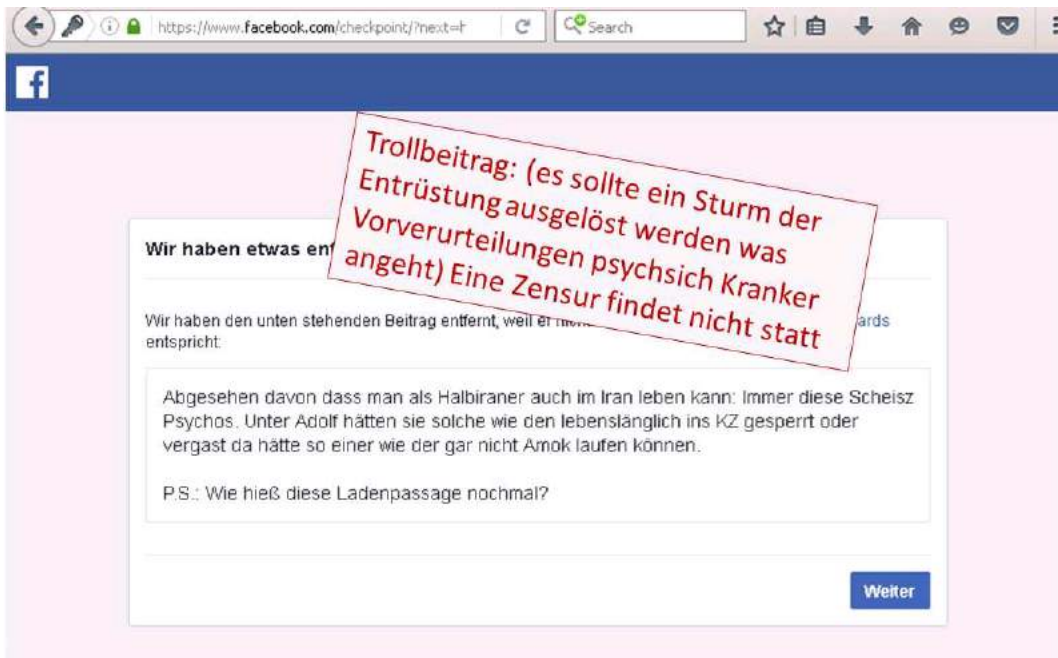 https://www.facebook.com/checkpoint/?next=h
Search
f
Trollbeitrag: (es sollte ein Sturm der
Entrüstung ausgelöst werden was
Vorverurteilungen psychsich Kranker
angeht) Eine Zensur findet nicht statt
Wir haben etwas
Wir haben den unten stehenden Beitrag entfernt, weil er ards
entspricht:
Abgesehen davon dass man als Halbiraner auch im Iran leben kann: Immer diese Scheisz
Psychos. Unter Adolf hätten sie solche wie den lebenslänglich ins KZ gesperrt oder
vergast da hätte so einer wie der gar nicht Amok laufen können.
P.S.: Wie hieß diese Ladenpassage nochmal?
Weiter